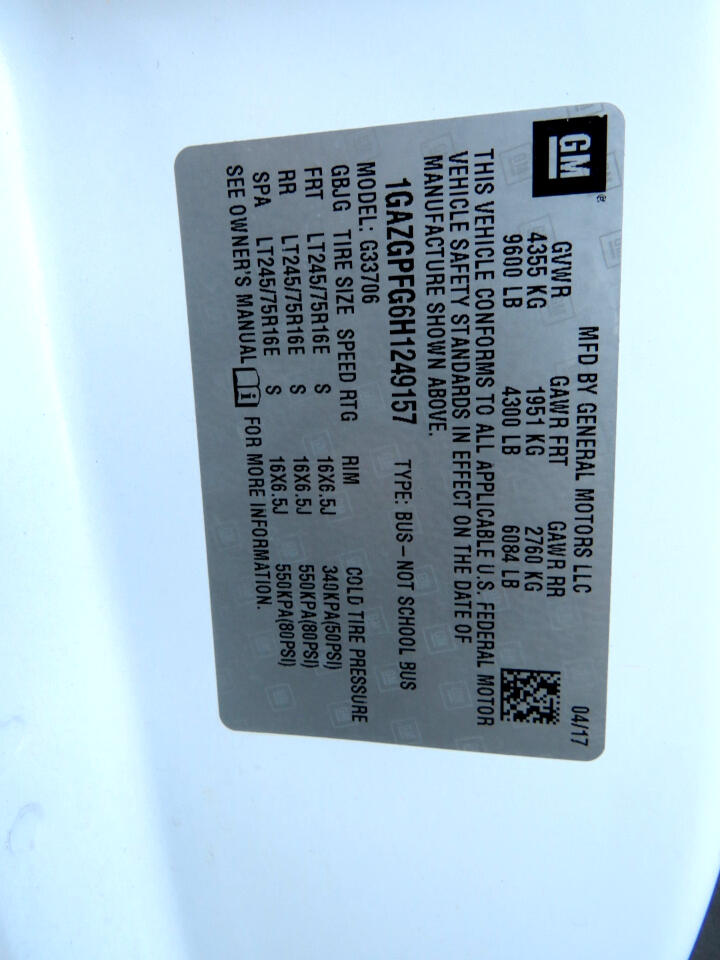 GM
MFD BY GENERAL MOTORS LLC 04/17
GVWR GAWR FRT GAWR RR
4355 KG 1951 KG 2760 KG
9600 LB 4300 LB 6084 LB
THIS VEHICLE CONFORMS TO ALL APPLICABLE U.S. FEDERAL MOTOR
VEHICLE SAFETY STANDARDS IN EFFECT ON THE DATE OF
MANUFACTURE SHOWN ABOVE.
1GAZGPFG6H1249157 TYPE: BUS-NOT SCHOOL BUS
MODEL: G33706
GBJG TIRE SIZE SPEED RTG RIM COLD TIRE PRESSURE
FRT LT245/75R16E S 16X6.5J 340KPA(50PSI)
RR LT245/75R16E S 16X6.5J 550KPA(80PSI)
SPA LT245/75R16E S 16X6.5J 550KPA(80PSI)
SEE OWNER'S MANUAL i FOR MORE INFORMATION.